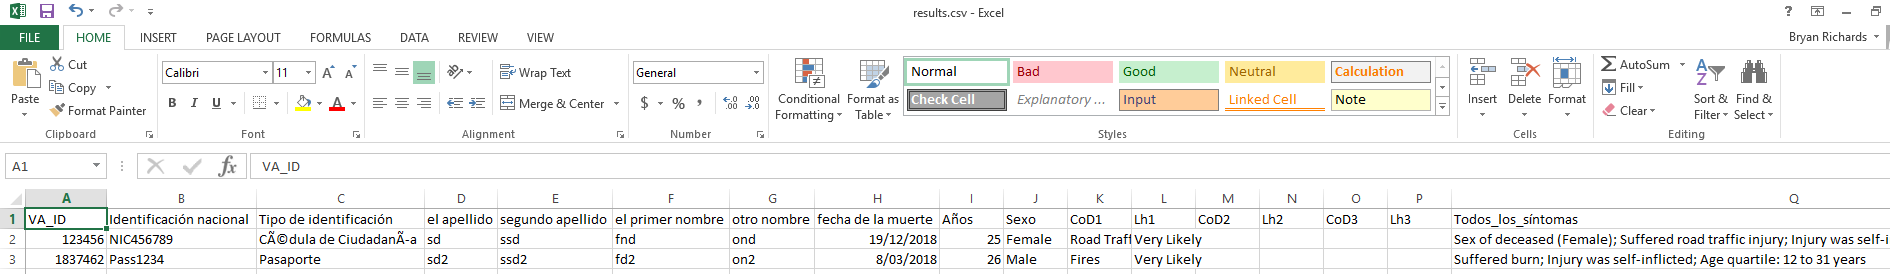 results.csv - Excel
FILE HOME INSERT PAGE LAYOUT FORMULAS DATA REVIEW VIEW Bryan Richards
Paste
Cut
Copy
Format Painter
Clipboard
Calibri 11
B I U
Font
Wrap Text
Merge & Center
Alignment
General
$ % ,
Number
Conditional Formatting
Format as Table
Normal Bad Good Neutral Calculation
Check Cell Explanatory ... Input Linked Cell Note
Styles
Insert Delete Format
Cells
AutoSum
Fill
Clear
Sort & Filter
Find & Select
Editing
A1 fx VA_ID
A B C D E F G H I J K L M N O P Q
1 VA_ID Identificación nacional Tipo de identificación el apellido segundo apellido el primer nombre otro nombre fecha de la muerte Años Sexo CoD1 Lh1 CoD2 Lh2 CoD3 Lh3 Todos_los_síntomas
2 123456 NIC456789 CÃ©dula de CiudadanÃ-a sd ssd fnd ond 19/12/2018 25 Female Road Traff Very Likely Sex of deceased (Female); Suffered road traffic injury; Injury was self-i
3 1837462 Pass1234 Pasaporte sd2 ssd2 fd2 on2 8/03/2018 26 Male Fires Very Likely Suffered burn; Injury was self-inflicted; Age quartile: 12 to 31 years